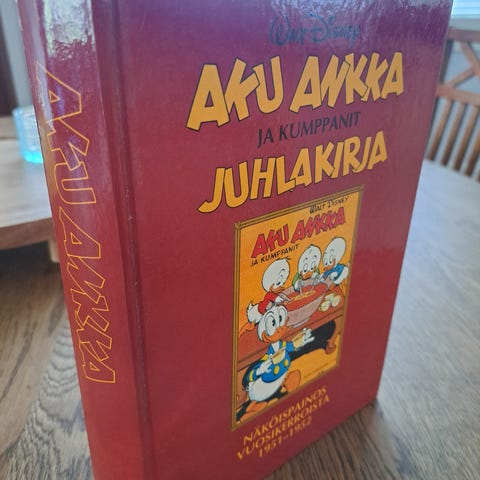 AKU ANKKA
WALT DISNEY
AKU ANKKA
JA KUMPPANIT
JUHLAKIRJA
WALT DISNEY
AKU ANKKA
JA KUMPPANIT
NÄKÖISPAINOS
VUOSIKERROISTA
1951-1952